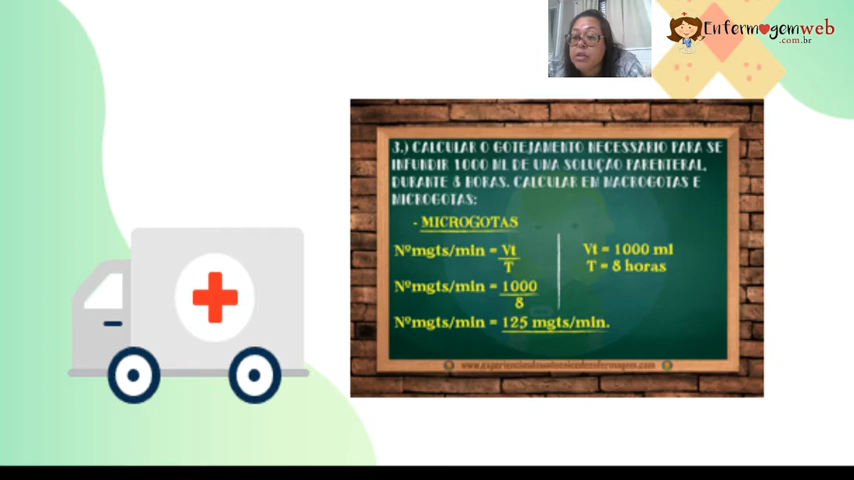 Enfermagemweb
.com.br
3.) CALCULAR O GOTEJAMENTO NECESSÁRIO PARA SE
INFUNDIR 1000 ML DE UMA SOLUÇÃO PARENTERAL,
DURANTE 8 HORAS. CALCULAR EM MACROGOTAS E
MICROGOTAS:
- MICROGOTAS
Nºmgts/min = Vt
T
Vt = 1000 ml
T = 8 horas
Nºmgts/min = 1000
8
Nºmgts/min = 125 mgts/min.